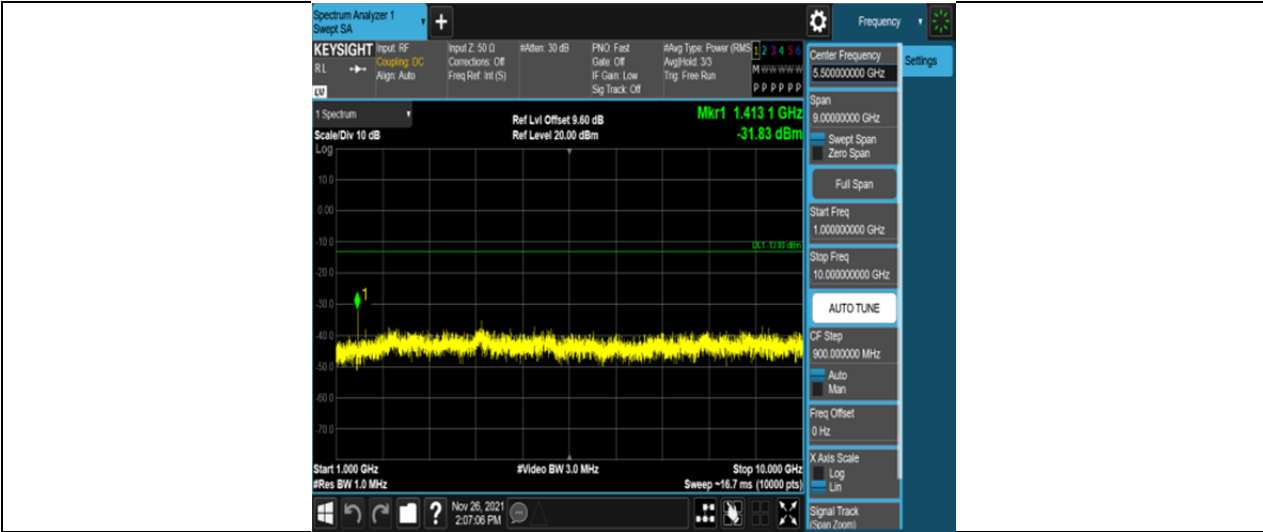 Spectrum Analyzer 1
Swept SA
+
Frequency
KEYSIGHT
RL
LV
Input: RF
Coupling: DC
Align: Auto
Input Z: 50 Ω
Corrections: Off
Freq Ref: Int (S)
#Atten: 30 dB
PNO: Fast
Gate: Off
IF Gain: Low
Sig Track: Off
#Avg Type: Power (RMS
Avg|Hold: 3/3
Trig: Free Run
1 2 3 4 5 6
M W W W W W
P P P P P P
Center Frequency
5.500000000 GHz
Settings
Span
9.00000000 GHz
Swept Span
Zero Span
Full Span
Start Freq
1.000000000 GHz
Stop Freq
10.000000000 GHz
AUTO TUNE
CF Step
900.000000 MHz
Auto
Man
Freq Offset
0 Hz
X Axis Scale
Log
Lin
Signal Track
(Span Zoom)
1 Spectrum
Scale/Div 10 dB
Log
Ref Lvl Offset 9.60 dB
Ref Level 20.00 dBm
Mkr1 1.413 1 GHz
-31.83 dBm
10.0
0.00
-10.0
DL1 -13.00 dBm
-20.0
1
-30.0
-40.0
-50.0
-60.0
-70.0
Start 1.000 GHz
#Res BW 1.0 MHz
#Video BW 3.0 MHz
Stop 10.000 GHz
Sweep ~16.7 ms (10000 pts)
?
Nov 26, 2021
2:07:06 PM